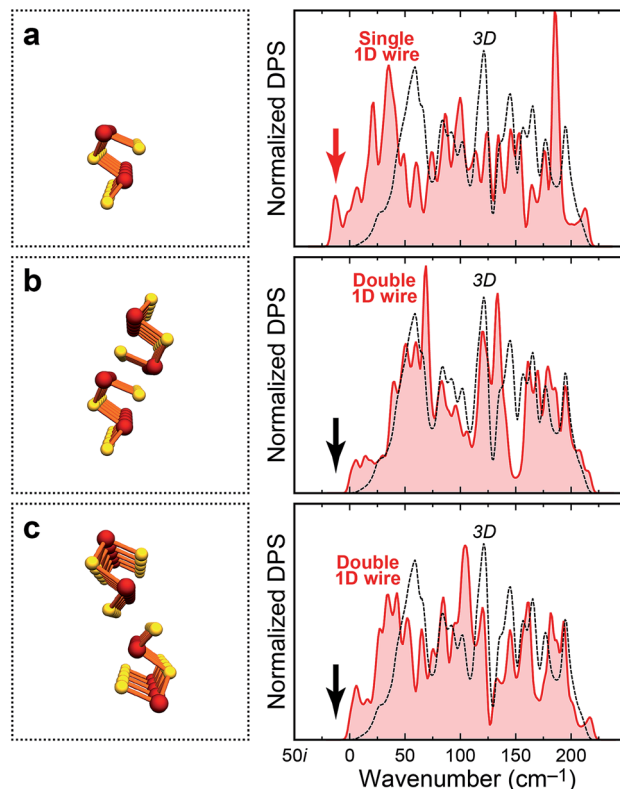 a
Normalized DPS
Single
1D wire
3D
b
Normalized DPS
Double
1D wire
3D
c
Normalized DPS
Double
1D wire
3D
50i 0 50 100 150 200
Wavenumber (cm⁻¹)